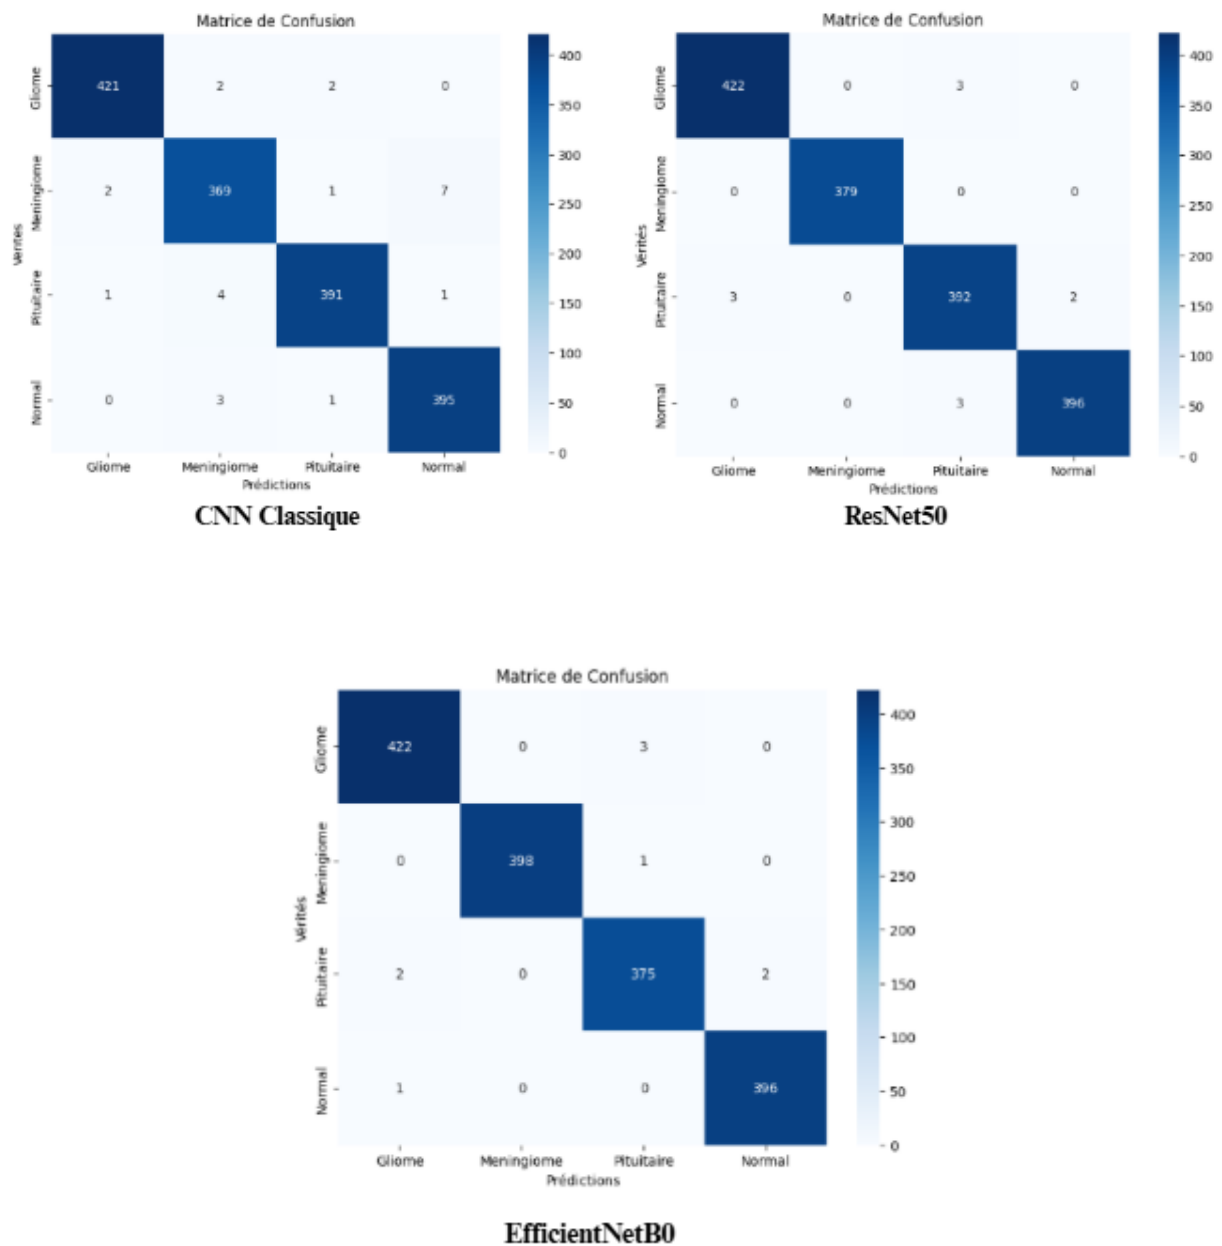 Matrice de Confusion
Gliome 421 2 2 0
Meningiome 2 369 1 7
Pituitaire 1 4 391 1
Normal 0 3 1 395
Vérités
Gliome Meningiome Pituitaire Normal
Prédictions
400
350
300
250
200
150
100
50
0
CNN Classique
Matrice de Confusion
Gliome 422 0 3 0
Meningiome 0 379 0 0
Pituitaire 3 0 392 2
Normal 0 0 3 396
Vérités
Gliome Meningiome Pituitaire Normal
Prédictions
400
350
300
250
200
150
100
50
0
ResNet50
Matrice de Confusion
Gliome 422 0 3 0
Meningiome 0 398 1 0
Pituitaire 2 0 375 2
Normal 1 0 0 396
Vérités
Gliome Meningiome Pituitaire Normal
Prédictions
400
350
300
250
200
150
100
50
0
EfficientNetB0